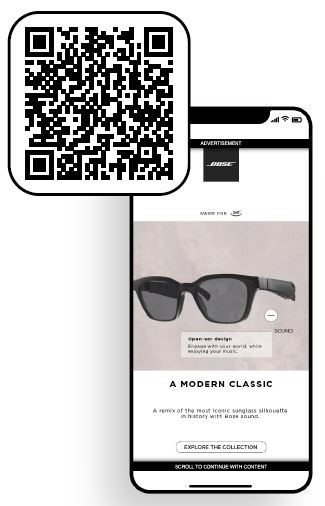 ADVERTISEMENT
BOSE
SWIPE FOR 360°
SOUND
Open-ear design
Engage with your world, while
enjoying your music.
A MODERN CLASSIC
A remix of the most iconic sunglass silhouette
in history with Bose sound.
EXPLORE THE COLLECTION
SCROLL TO CONTINUE WITH CONTENT